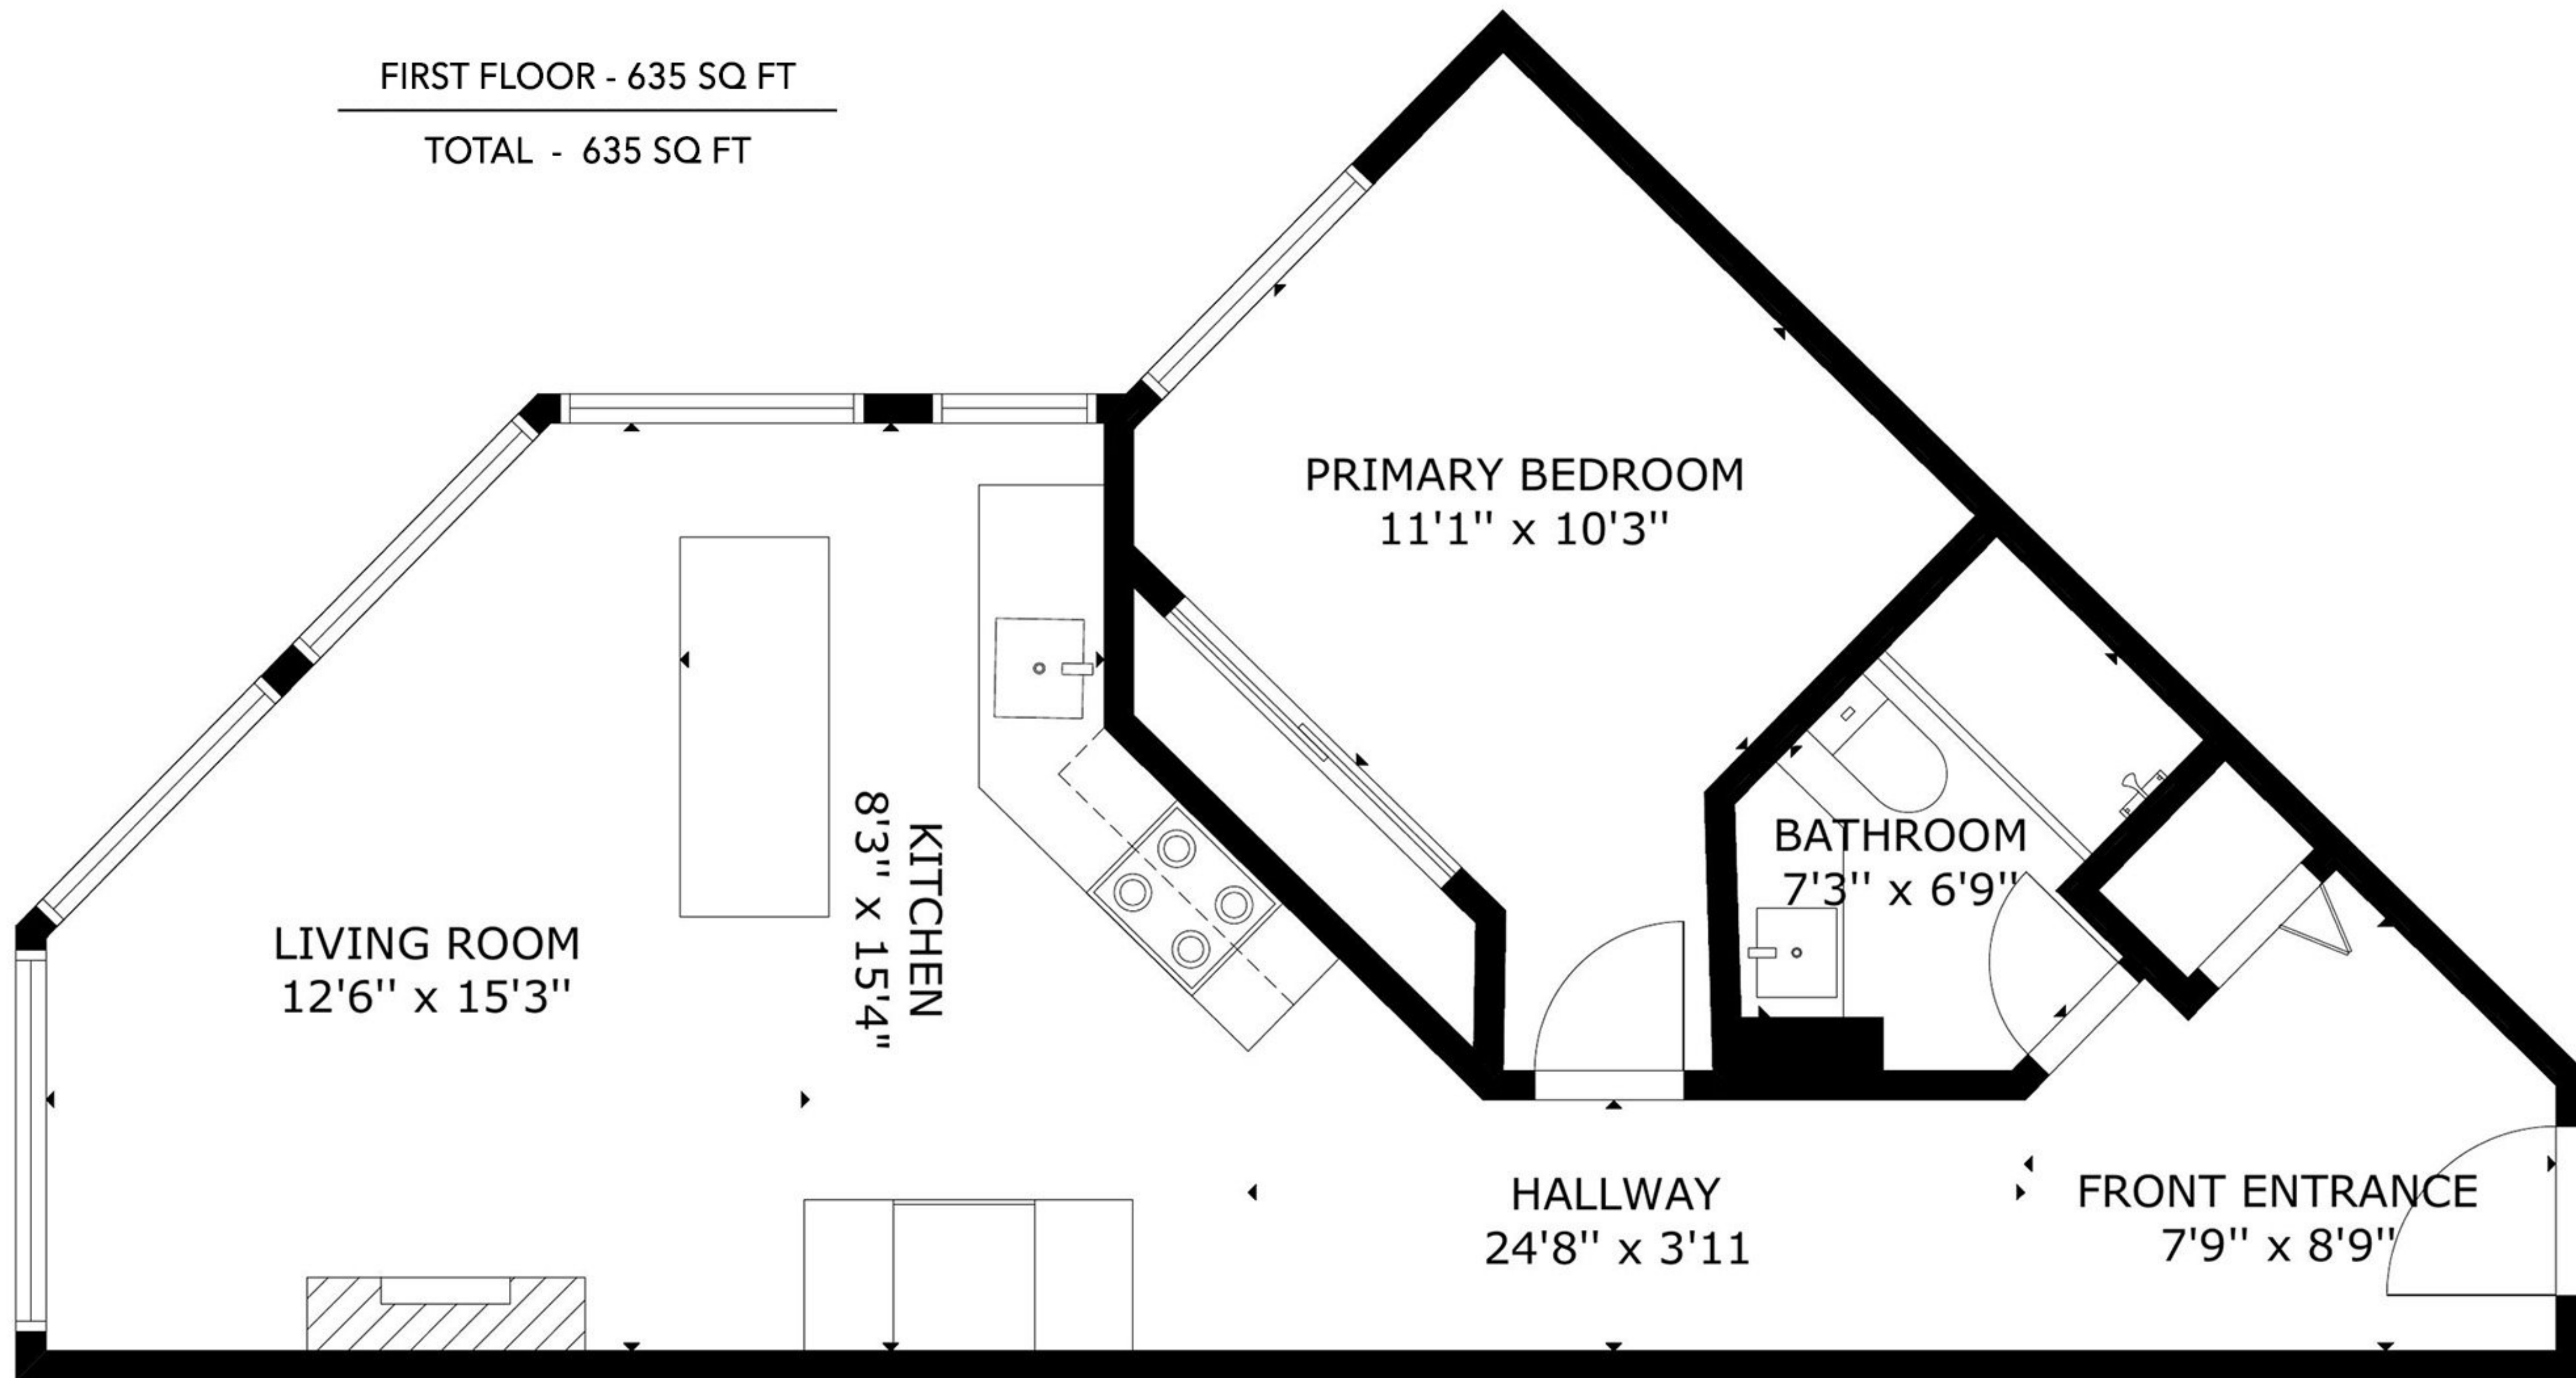 FIRST FLOOR - 635 SQ FT
TOTAL - 635 SQ FT
PRIMARY BEDROOM
11'1" x 10'3"
BATHROOM
7'3" x 6'9"
KITCHEN
8'3" x 15'4"
LIVING ROOM
12'6" x 15'3"
HALLWAY
24'8" x 3'11
FRONT ENTRANCE
7'9" x 8'9"